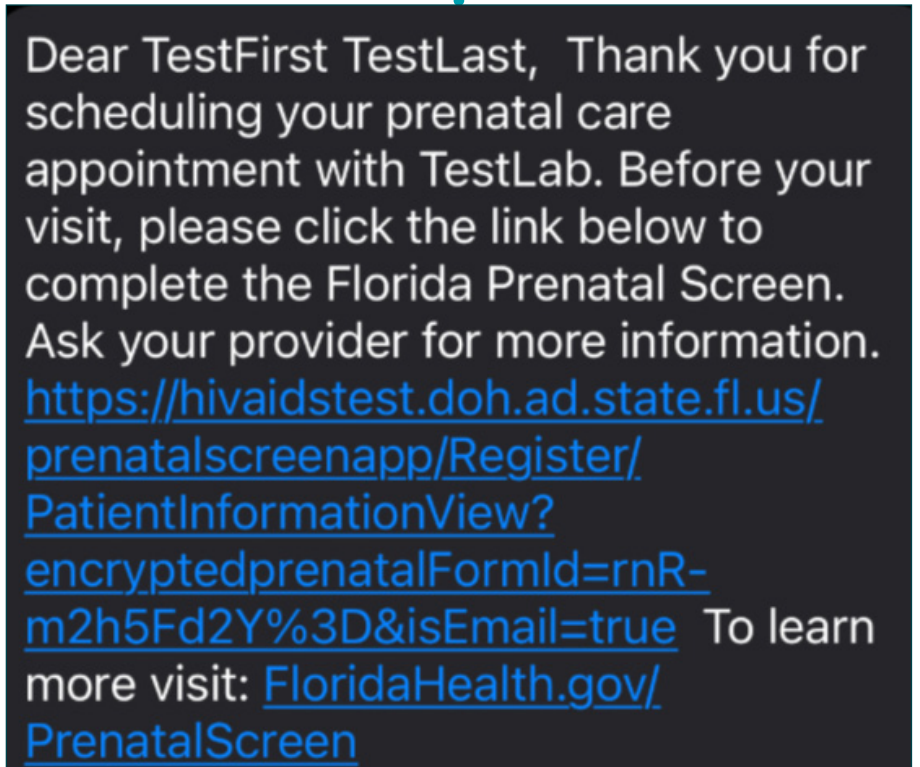 Dear TestFirst TestLast,  Thank you for
scheduling your prenatal care
appointment with TestLab. Before your
visit, please click the link below to
complete the Florida Prenatal Screen.
Ask your provider for more information.
https://hivaidstest.doh.ad.state.fl.us/
prenatalscreenapp/Register/
PatientInformationView?
encryptedprenatalFormId=rnR-
m2h5Fd2Y%3D&isEmail=true  To learn
more visit: FloridaHealth.gov/
PrenatalScreen